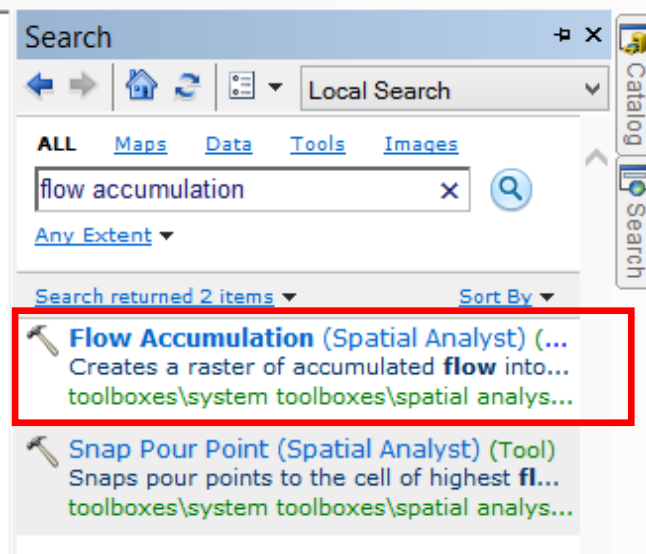 Search
Local Search
ALL Maps Data Tools Images
flow accumulation
Any Extent
Search returned 2 items Sort By
Flow Accumulation (Spatial Analyst) (...
Creates a raster of accumulated flow into...
toolboxes\system toolboxes\spatial analys...
Snap Pour Point (Spatial Analyst) (Tool)
Snaps pour points to the cell of highest fl...
toolboxes\system toolboxes\spatial analys...
Catalog
Search